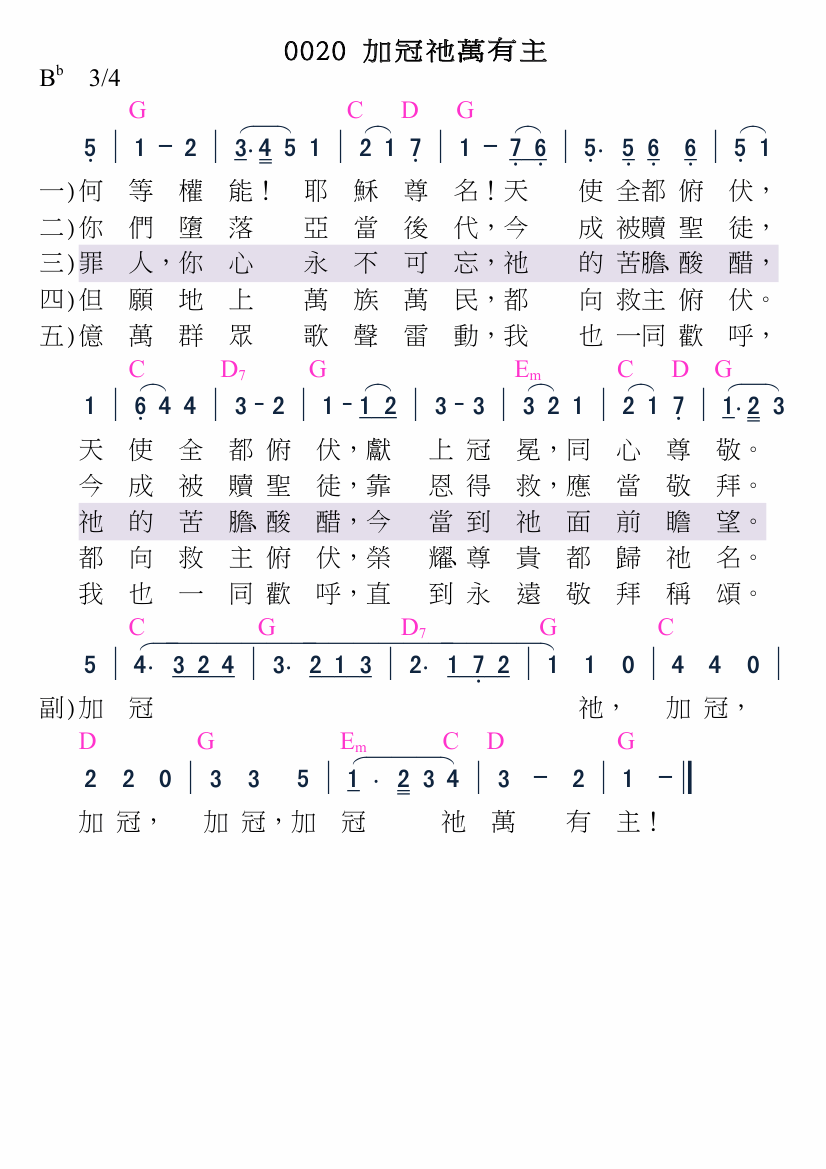 0020 加冠祂萬有主
B♭ 3/4
G C D G
5 | 1 - 2 | 3. 4 5 1 | 2 1 7 | 1 - 7 6 | 5. 5 6 6 | 5 1
一)何等權能！耶穌尊名！天使全都俯伏，
二)你們墮落亞當後代，今成被贖聖徒，
三)罪人，你心永不可忘，祂的苦膽、酸醋，
四)但願地上萬族萬民，都向救主俯伏。
五)億萬群眾歌聲雷動，我也一同歡呼，
C D7 G Em C D G
1 | 6 4 4 | 3 - 2 | 1 - 1 2 | 3 - 3 | 3 2 1 | 2 1 7 | 1. 2 3
天使全都俯伏，獻上冠冕，同心尊敬。
今成被贖聖徒，靠恩得救，應當敬拜。
祂的苦膽、酸醋，今當到祂面前瞻望。
都向救主俯伏，榮耀、尊貴都歸祂名。
我也一同歡呼，直到永遠敬拜稱頌。
C G D7 G C
5 | 4. 3 2 4 | 3. 2 1 3 | 2. 1 7 2 | 1 1 0 | 4 4 0 |
副)加冠祂，加冠，
D G Em C D G
2 2 0 | 3 3 5 | 1 . 2 3 4 | 3 - 2 | 1 - ‖
加冠，加冠，加冠祂萬有主！